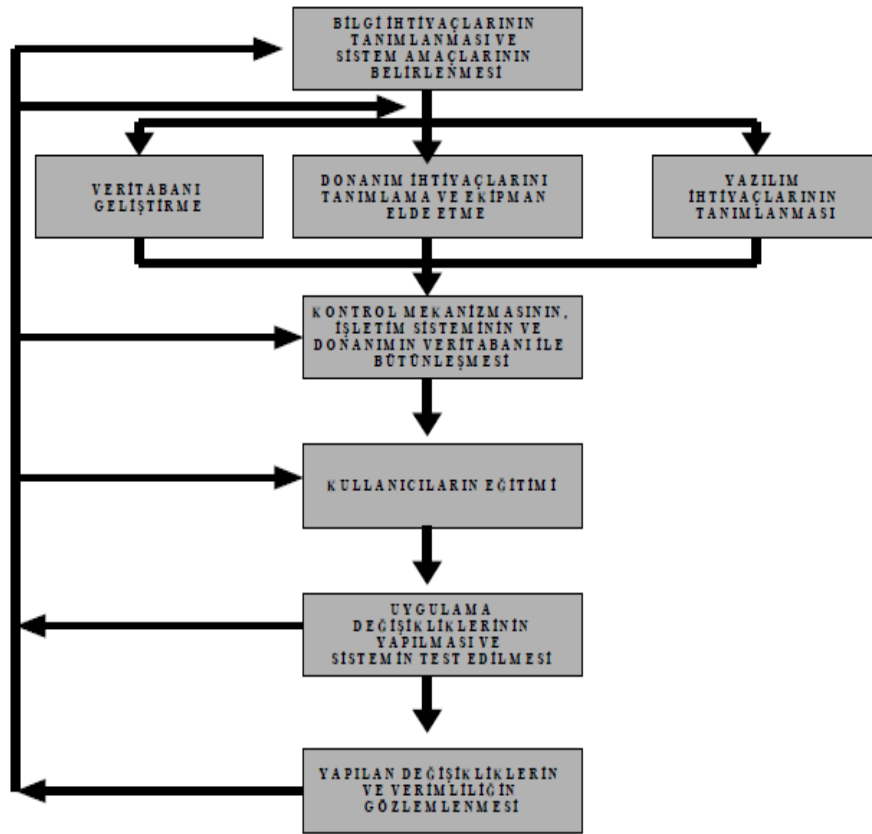 BİLGİ İHTİYAÇLARININ
TANIMLANMASI VE
SİSTEM AMAÇLARININ
BELİRLENMESİ
VERİTABANI
GELİŞTİRME
DONANIM İHTİYAÇLARINI
TANIMLAMA VE EKİPMAN
ELDE ETME
YAZILIM
İHTİYAÇLARININ
TANIMLANMASI
KONTROL MEKANİZMASININ,
İŞLETİM SİSTEMİNİN VE
DONANIMIN VERİTABANI İLE
BÜTÜNLEŞMESİ
KULLANICILARIN EĞİTİMİ
UYGULAMA
DEĞİŞİKLİKLERİNİN
YAPILMASI VE
SİSTEMİN TEST EDİLMESİ
YAPILAN DEĞİŞİKLİKLERİN
VE VERİMLİLİĞİN
GÖZLEMLENMESİ